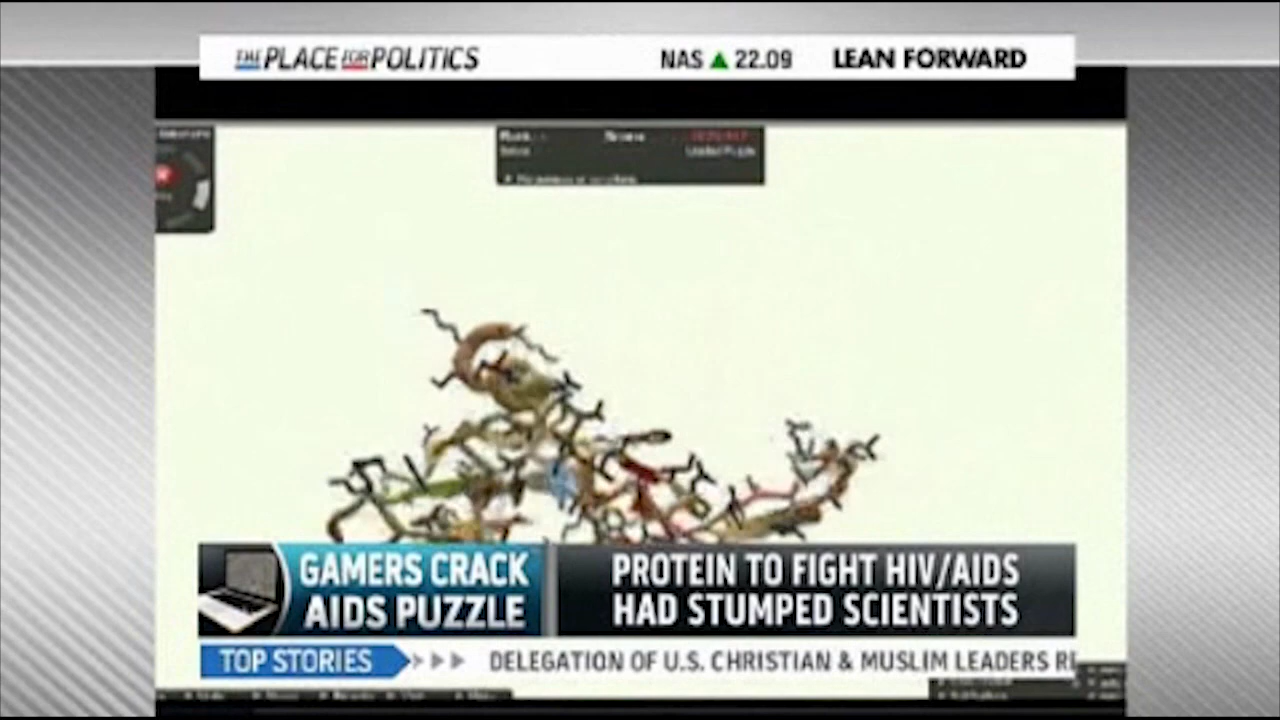 THE PLACE FOR POLITICS
NAS ▲ 22.09
LEAN FORWARD
GAMERS CRACK
AIDS PUZZLE
PROTEIN TO FIGHT HIV/AIDS
HAD STUMPED SCIENTISTS
TOP STORIES
DELEGATION OF U.S. CHRISTIAN & MUSLIM LEADERS